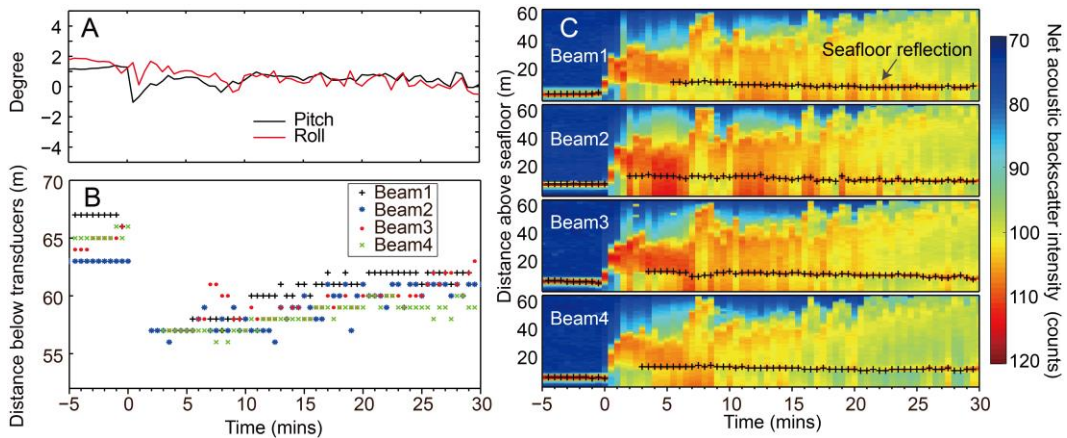 A
Degree
4
2
0
-2
-4
Pitch
Roll
B
Distance below transducers (m)
65
60
55
Beam1
Beam2
Beam3
Beam4
-5 0 5 10 15 20 25 30
Time (mins)
C
Distance above seafloor (m)
60
40
20
Beam1
Seafloor reflection
60
40
20
Beam2
60
40
20
Beam3
60
40
20
Beam4
-5 0 5 10 15 20 25 30
Time (mins)
70
80
90
100
110
120
Net acoustic backscatter intensity (counts)